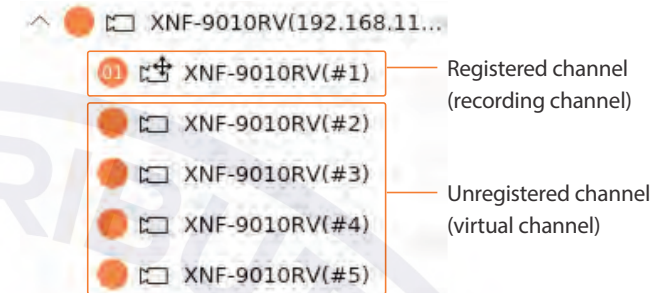 XNF-9010RV(192.168.11...
01 XNF-9010RV(#1)
Registered channel
(recording channel)
XNF-9010RV(#2)
XNF-9010RV(#3)
XNF-9010RV(#4)
XNF-9010RV(#5)
Unregistered channel
(virtual channel)
RIBU